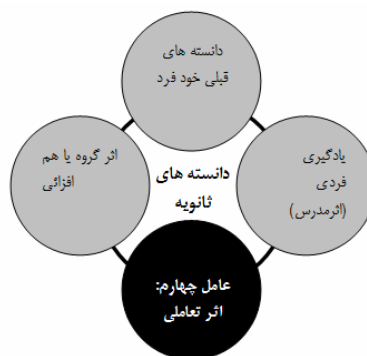 دانسته های
قبلی خود فرد
یادگیری
فردی
(اثرمدرس)
دانسته های
ثانویه
اثر گروه یا هم
افزائی
عامل چهارم:
اثر تعاملی